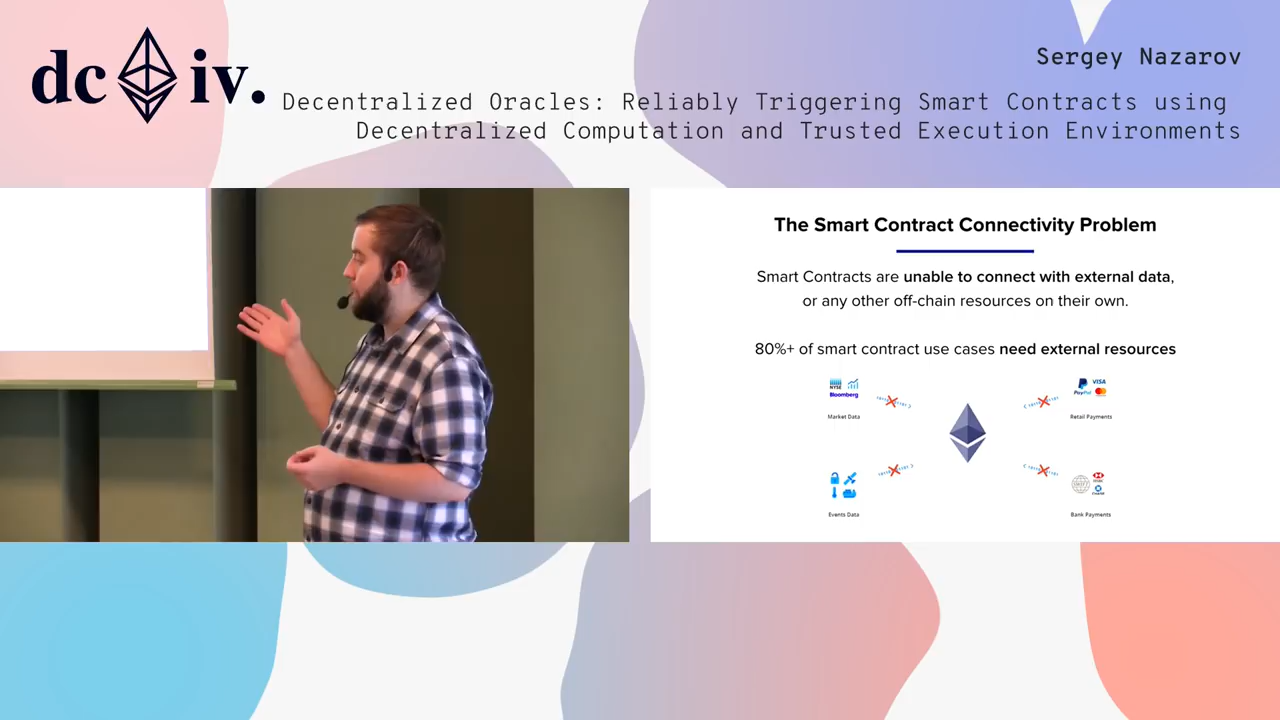 dc iv.
Sergey Nazarov
Decentralized Oracles: Reliably Triggering Smart Contracts using
Decentralized Computation and Trusted Execution Environments
The Smart Contract Connectivity Problem
Smart Contracts are unable to connect with external data,
or any other off-chain resources on their own.
80%+ of smart contract use cases need external resources
NYSE
Bloomberg
Market Data
PayPal VISA
Retail Payments
Events Data
Bank Payments